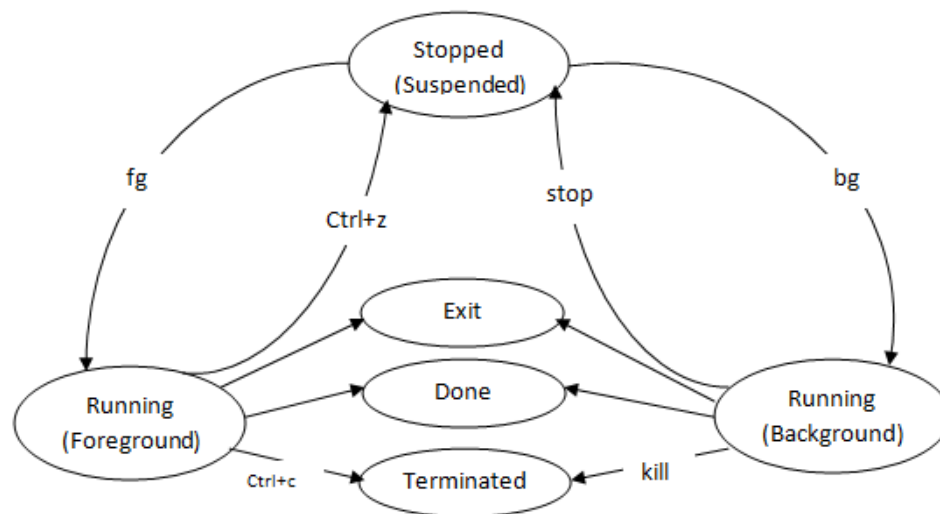 Stopped
(Suspended)
fg
bg
stop
Ctrl+z
Exit
Done
Running
(Foreground)
Running
(Background)
Ctrl+c
Terminated
kill